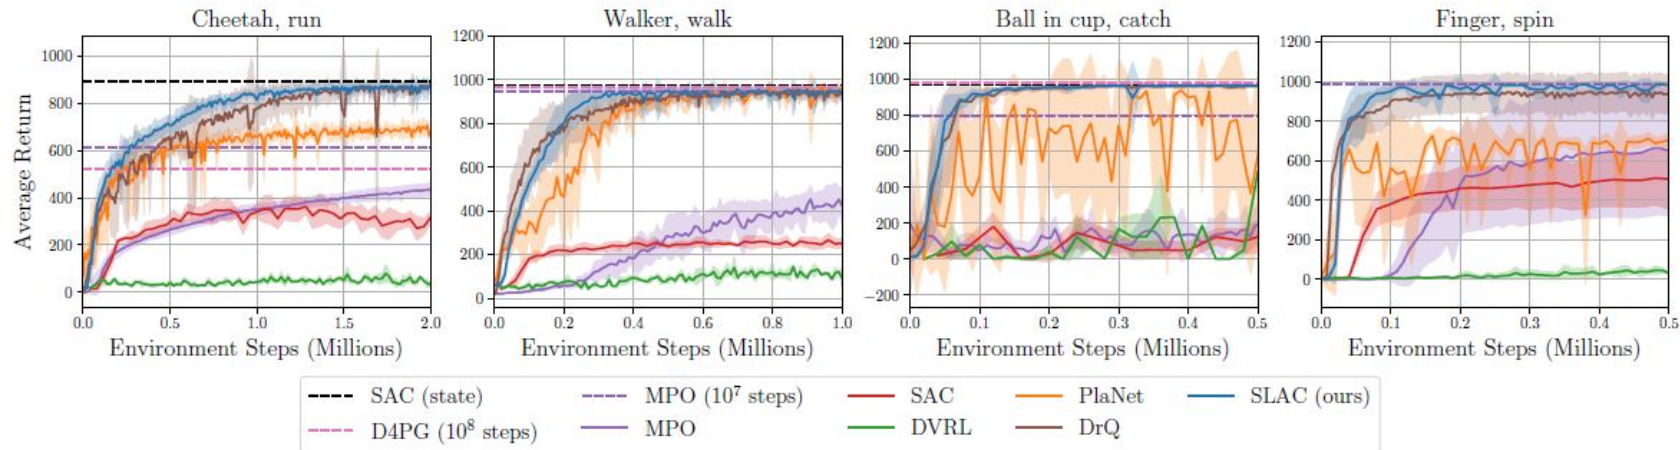 Cheetah, run
Walker, walk
Ball in cup, catch
Finger, spin
Average Return
1000
800
600
400
200
0
0.0 0.5 1.0 1.5 2.0
Environment Steps (Millions)
1200
1000
800
600
400
200
0
0.0 0.2 0.4 0.6 0.8 1.0
Environment Steps (Millions)
1200
1000
800
600
400
200
0
−200
0.0 0.1 0.2 0.3 0.4 0.5
Environment Steps (Millions)
1200
1000
800
600
400
200
0
0.0 0.1 0.2 0.3 0.4 0.5
Environment Steps (Millions)
SAC (state) MPO (10⁷ steps) SAC PlaNet SLAC (ours)
D4PG (10⁸ steps) MPO DVRL DrQ